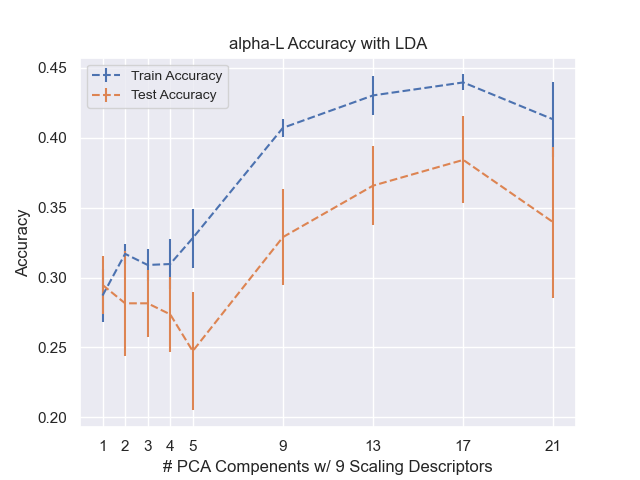 alpha-L Accuracy with LDA
Train Accuracy
Test Accuracy
Accuracy
0.45
0.40
0.35
0.30
0.25
0.20
1 2 3 4 5 9 13 17 21
# PCA Compenents w/ 9 Scaling Descriptors